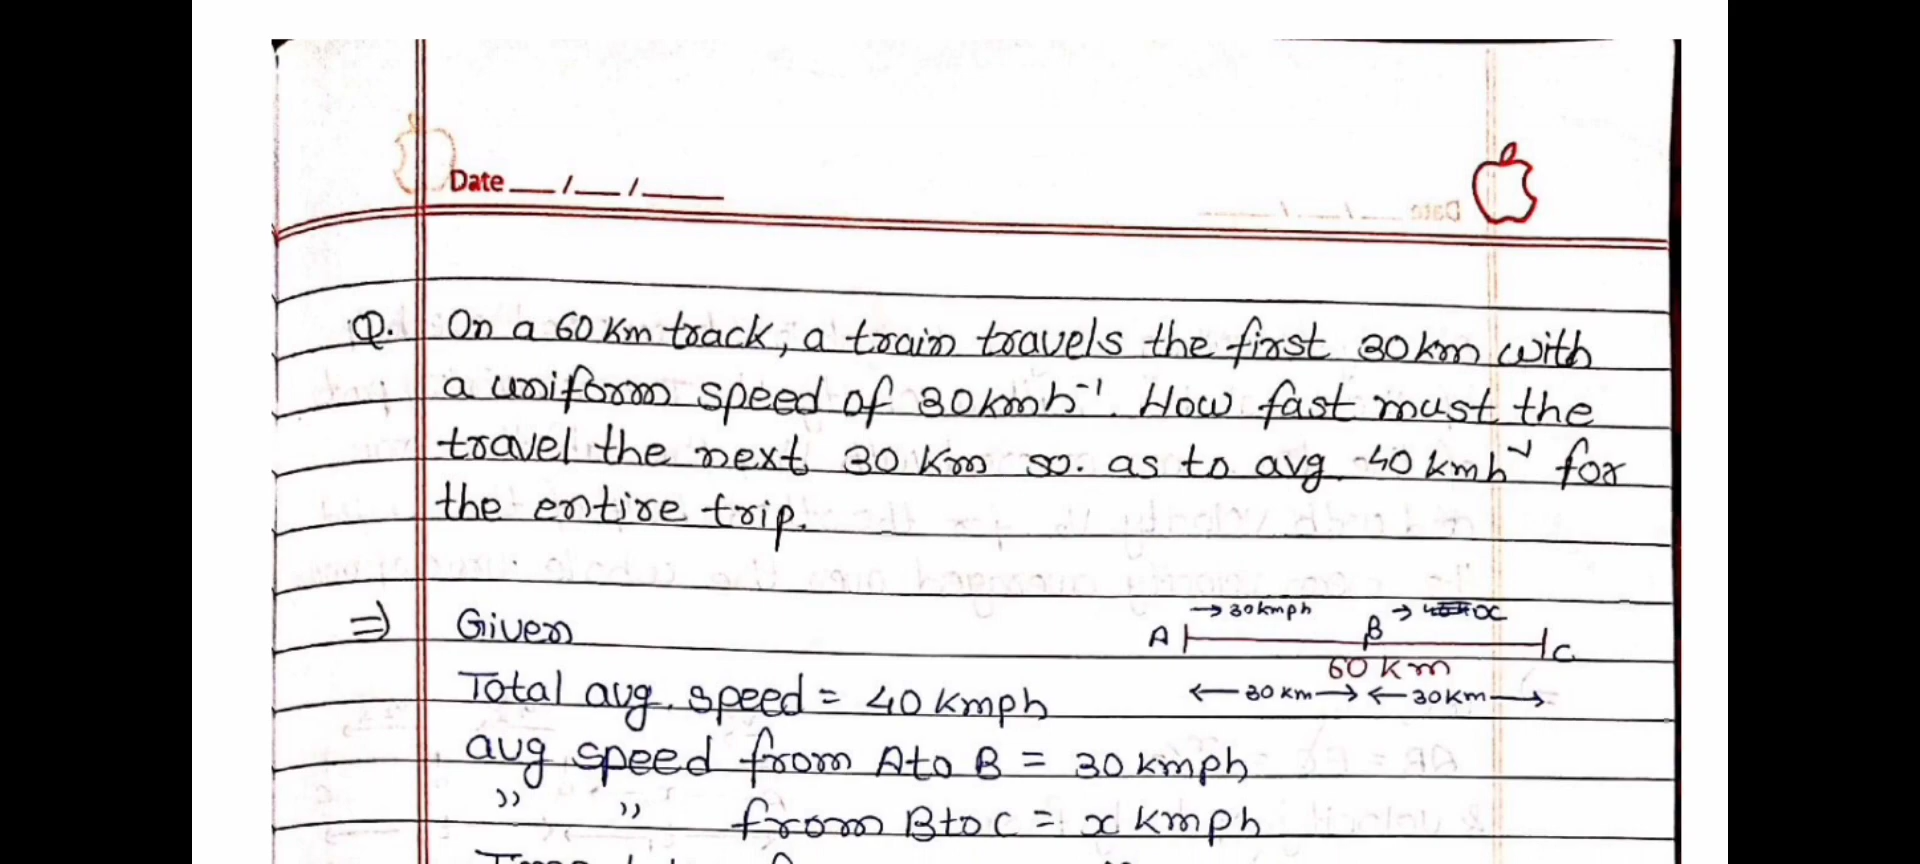 Date __/__/____
Q. On a 60 Km track, a train travels the first 30 km with
a uniform speed of 30 kmh⁻¹. How fast must the
travel the next 30 Km so. as to avg. 40 kmh⁻¹ for
the entire trip.
⇒ Given
→ 30 kmph
B → x
A
C
60 Km
← 30 km → ← 30 Km →
Total avg. speed = 40 kmph
avg speed from A to B = 30 kmph
" " from B to C = x kmph